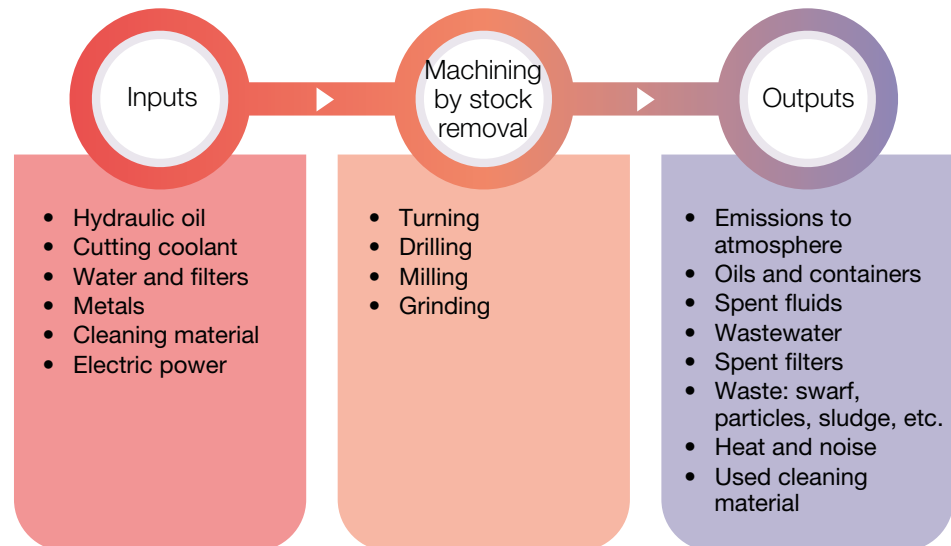 Inputs
Machining
by stock
removal
Outputs
• Hydraulic oil
• Cutting coolant
• Water and filters
• Metals
• Cleaning material
• Electric power
• Turning
• Drilling
• Milling
• Grinding
• Emissions to
atmosphere
• Oils and containers
• Spent fluids
• Wastewater
• Spent filters
• Waste: swarf,
particles, sludge, etc.
• Heat and noise
• Used cleaning
material